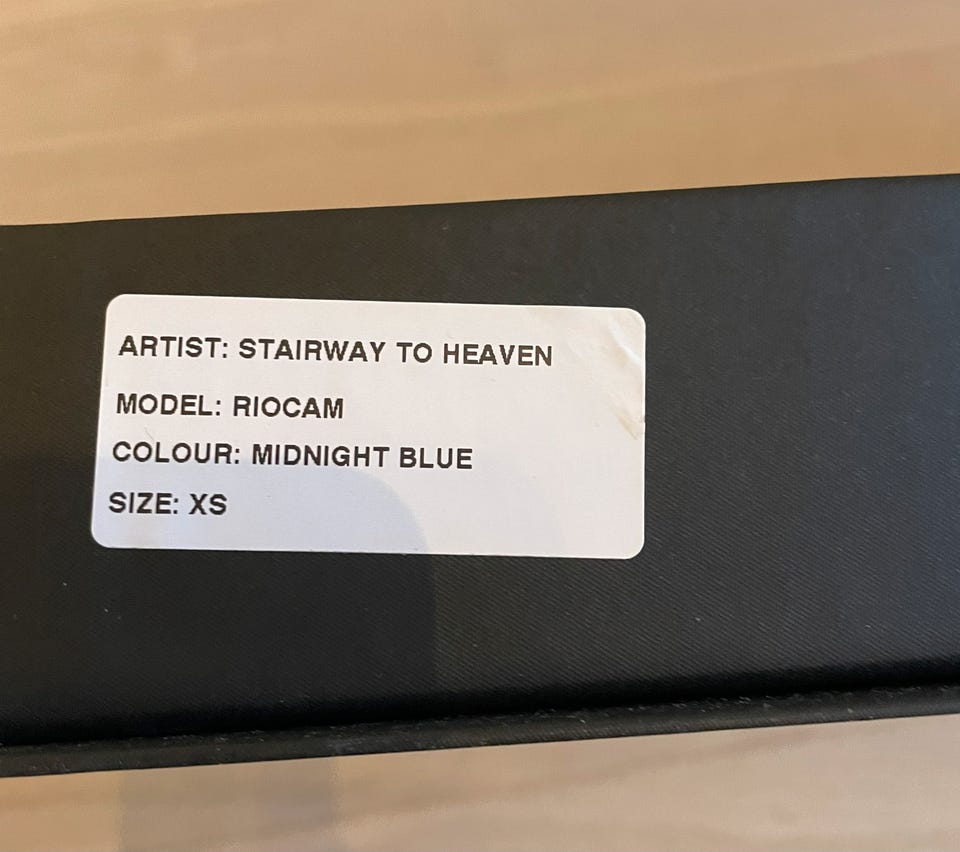 ARTIST: STAIRWAY TO HEAVEN
MODEL: RIOCAM
COLOUR: MIDNIGHT BLUE
SIZE: XS